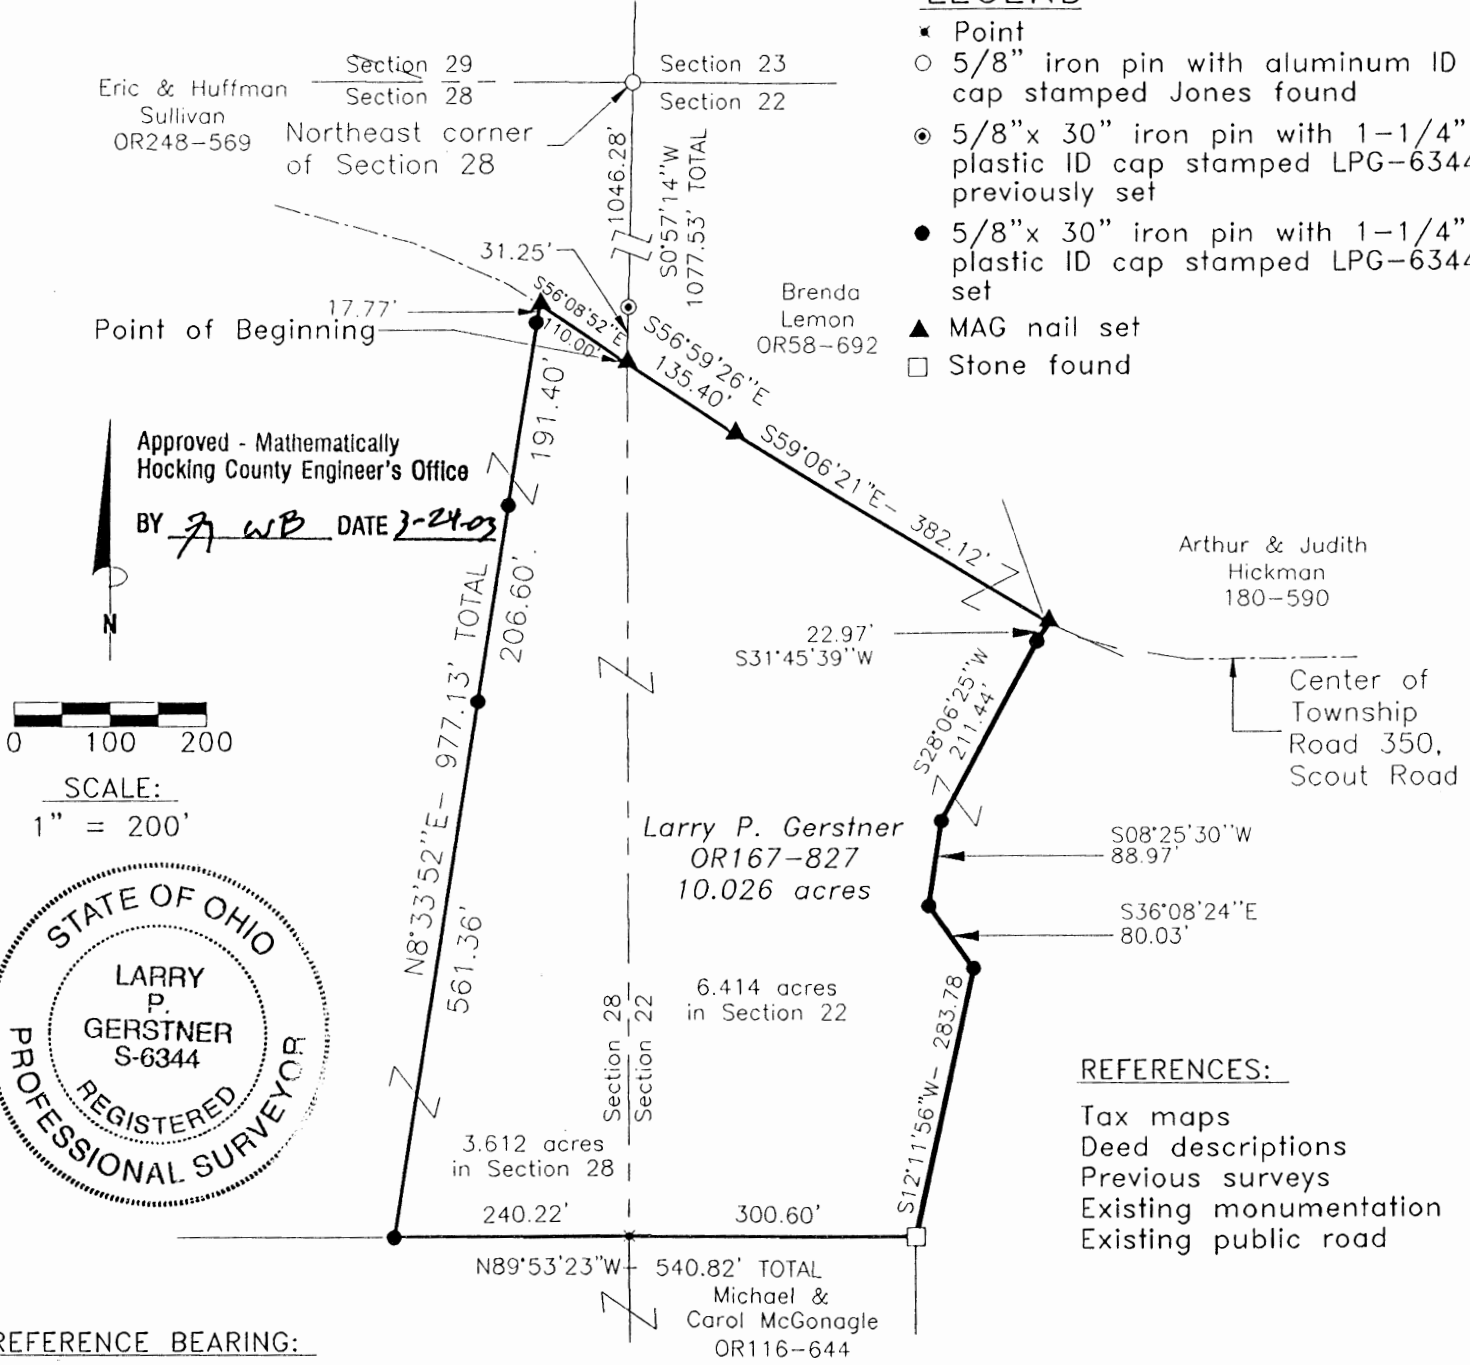 LEGEND
Point
5/8" iron pin with aluminum ID
cap stamped Jones found
5/8"x 30" iron pin with 1-1/4"
plastic ID cap stamped LPG-6344
previously set
5/8"x 30" iron pin with 1-1/4"
plastic ID cap stamped LPG-6344
set
MAG nail set
Stone found
Section 29
Section 28
Section 23
Section 22
Eric & Huffman
Sullivan
OR248-569
Northeast corner
of Section 28
1046.28'
S0°57'14"W
1077.53' TOTAL
31.25'
17.77'
Point of Beginning
S56°08'52"E
110.00'
S56°59'26"E
135.40'
Brenda
Lemon
OR58-692
S59°06'21"E- 382.12'
191.40'
Approved - Mathematically
Hocking County Engineer's Office
BY WB DATE 3-24-03
N
206.60'.
N8°33'52"E- 977.13' TOTAL
561.36'
Arthur & Judith
Hickman
180-590
22.97'
S31°45'39"W
S28°06'25"W
211.44'
Center of
Township
Road 350,
Scout Road
0 100 200
SCALE:
1" = 200'
Larry P. Gerstner
OR167-827
10.026 acres
S08°25'30"W
88.97'
S36°08'24"E
80.03'
STATE OF OHIO
LARRY
P.
GERSTNER
S-6344
REGISTERED
PROFESSIONAL SURVEYOR
Section 28
Section 22
6.414 acres
in Section 22
S12°11'56"W- 283.78
3.612 acres
in Section 28
240.22'
300.60'
N89°53'23"W- 540.82' TOTAL
Michael &
Carol McGonagle
OR116-644
REFERENCES:
Tax maps
Deed descriptions
Previous surveys
Existing monumentation
Existing public road
REFERENCE BEARING: